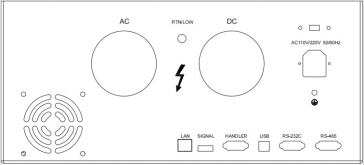 AC
RTN/LOW
DC
AC110V/220V 50/60Hz
LAN
SIGNAL
HANDLER
USB
RS-232C
RS-485